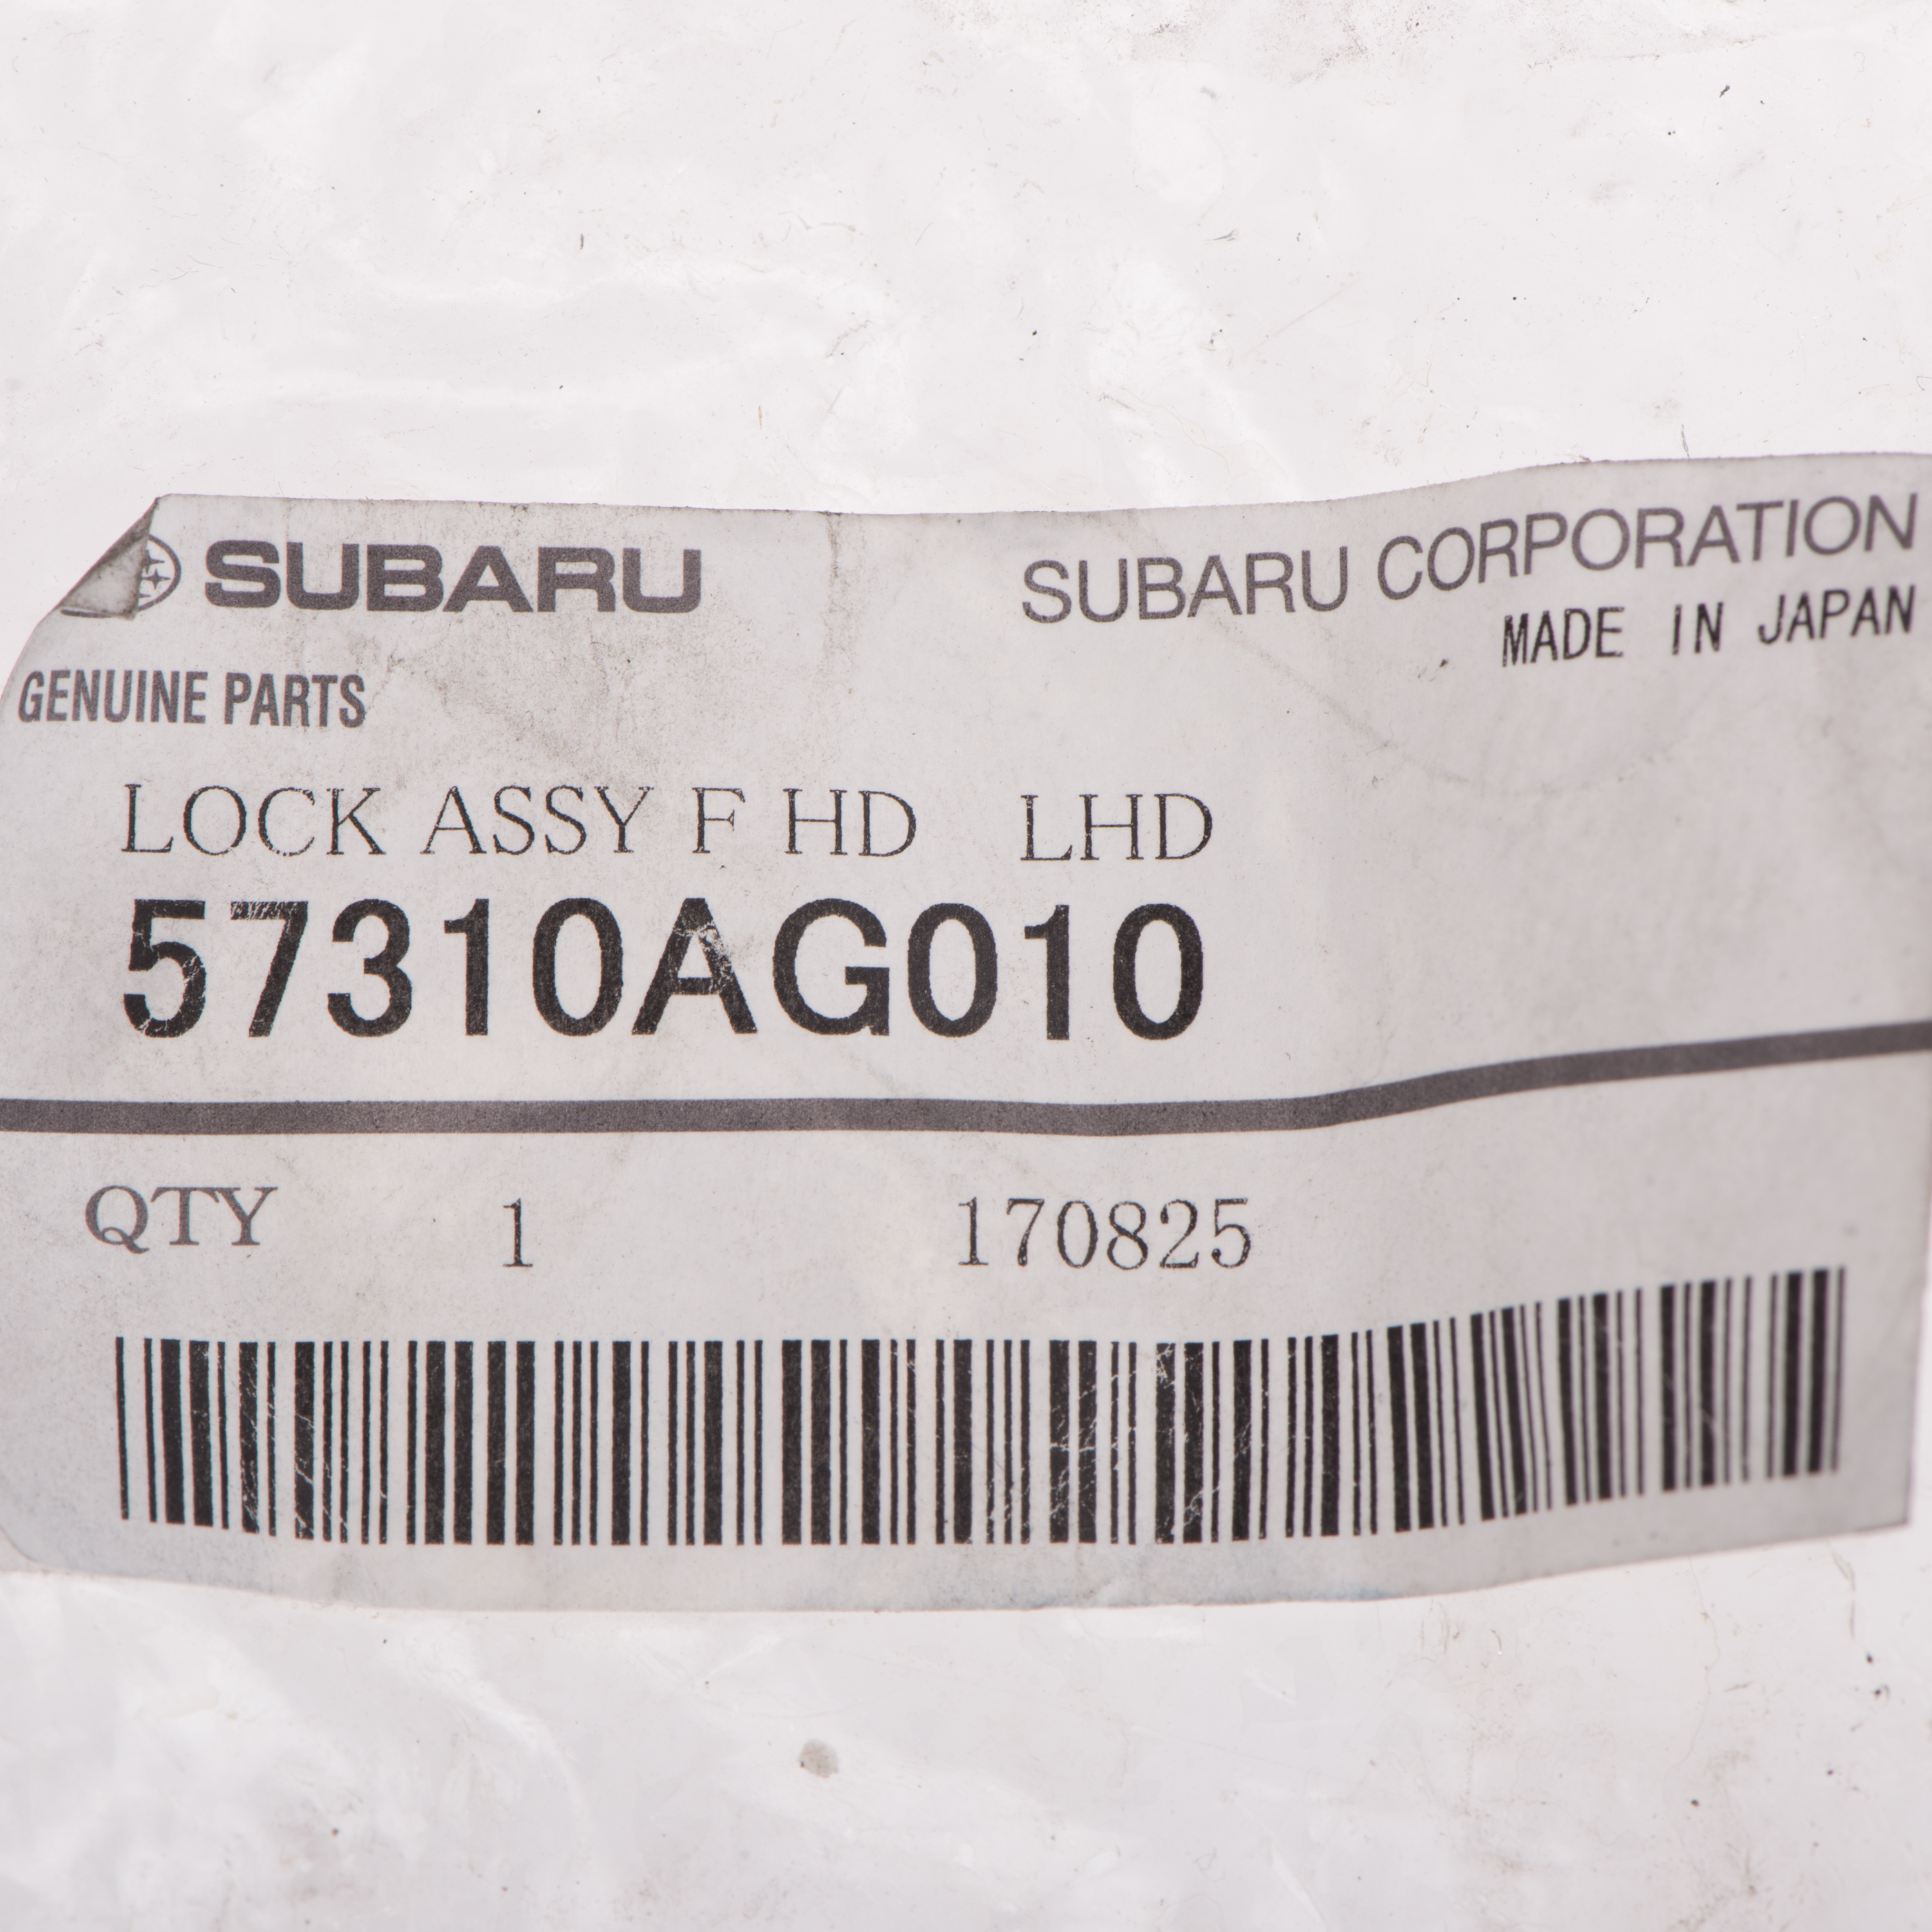 SUBARU
SUBARU CORPORATION
MADE IN JAPAN
GENUINE PARTS
LOCK ASSY F HD LHD
57310AG010
QTY 1 170825